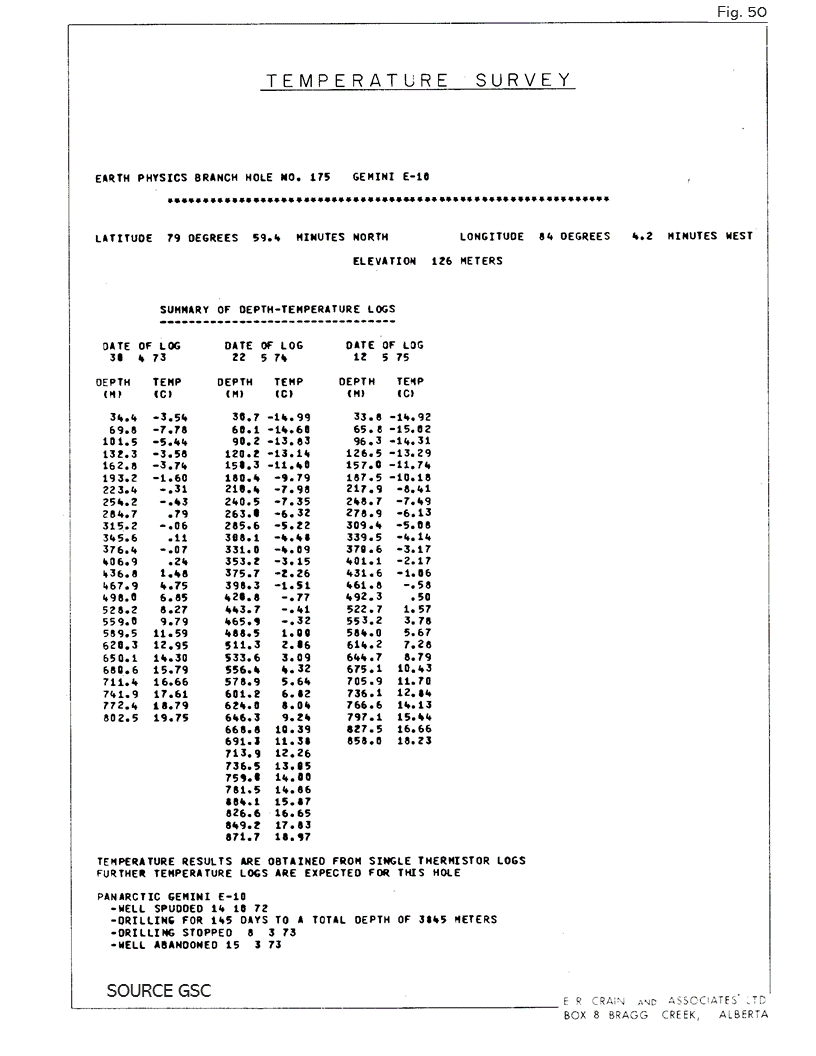 Fig. 50
TEMPERATURE SURVEY
EARTH PHYSICS BRANCH HOLE NO. 175 GEMINI E-10
**************************************************************
LATITUDE 79 DEGREES 59.4 MINUTES NORTH LONGITUDE 84 DEGREES 4.2 MINUTES WEST
ELEVATION 126 METERS
SUMMARY OF DEPTH-TEMPERATURE LOGS
---------------------------------
DATE OF LOG DATE OF LOG DATE OF LOG
30 4 73 22 5 74 12 5 75
DEPTH TEMP DEPTH TEMP DEPTH TEMP
(M) (C) (M) (C) (M) (C)
34.4 -3.54 30.7 -14.99 33.8 -14.92
69.8 -7.78 60.1 -14.60 65.8 -15.02
101.5 -5.44 90.2 -13.83 96.3 -14.31
132.3 -3.58 120.2 -13.14 126.5 -13.29
162.8 -3.74 150.3 -11.40 157.0 -11.74
193.2 -1.60 180.4 -9.79 187.5 -10.18
223.4 -.31 210.4 -7.98 217.9 -8.41
254.2 -.43 240.5 -7.35 248.7 -7.49
284.7 .79 263.0 -6.32 278.9 -6.13
315.2 -.06 285.6 -5.22 309.4 -5.08
345.6 .11 308.1 -4.48 339.5 -4.14
376.4 -.07 331.0 -4.09 370.6 -3.17
406.9 .24 353.2 -3.15 401.1 -2.17
436.8 1.48 375.7 -2.26 431.6 -1.06
467.9 4.75 398.3 -1.51 461.8 -.58
498.0 6.85 420.8 -.77 492.3 .50
528.2 8.27 443.7 -.41 522.7 1.57
559.0 9.79 465.9 -.32 553.2 3.78
589.5 11.59 488.5 1.00 584.0 5.67
620.3 12.95 511.3 2.06 614.2 7.28
650.1 14.30 533.6 3.09 644.7 8.79
680.6 15.79 556.4 4.32 675.1 10.43
711.4 16.66 578.9 5.64 705.9 11.70
741.9 17.61 601.2 6.82 736.1 12.84
772.4 18.79 624.0 8.04 766.6 14.13
802.5 19.75 646.3 9.24 797.1 15.44
668.8 10.39 827.5 16.66
691.3 11.38 858.0 18.23
713.9 12.26
736.5 13.05
759.0 14.00
781.5 14.86
804.1 15.87
826.6 16.65
849.2 17.83
871.7 18.97
TEMPERATURE RESULTS ARE OBTAINED FROM SINGLE THERMISTOR LOGS
FURTHER TEMPERATURE LOGS ARE EXPECTED FOR THIS HOLE
PANARCTIC GEMINI E-10
-WELL SPUDDED 14 10 72
-DRILLING FOR 145 DAYS TO A TOTAL DEPTH OF 3845 METERS
-DRILLING STOPPED 8 3 73
-WELL ABANDONED 15 3 73
SOURCE GSC
E R CRAIN AND ASSOCIATES LTD
BOX 8 BRAGG CREEK, ALBERTA